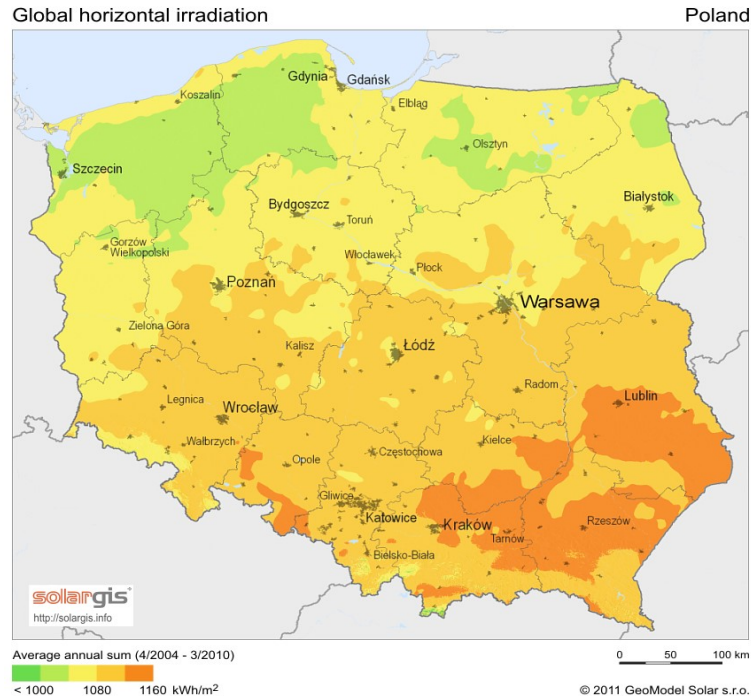 Global horizontal irradiation
Poland
Gdynia
Gdańsk
Koszalin
Elbląg
Olsztyn
Szczecin
Białystok
Bydgoszcz
Toruń
Gorzów
Wielkopolski
Włocławek
Płock
Poznań
Warsawa
Zielona Góra
Kalisz
Łódź
Radom
Lublin
Legnica
Wrocław
Wałbrzych
Kielce
Opole
Częstochowa
Gliwice
Katowice
Kraków
Tarnów
Rzeszów
Bielsko-Biała
solargis
http://solargis.info
Average annual sum (4/2004 - 3/2010)
0 50 100 km
< 1000 1080 1160 kWh/m²
© 2011 GeoModel Solar s.r.o.